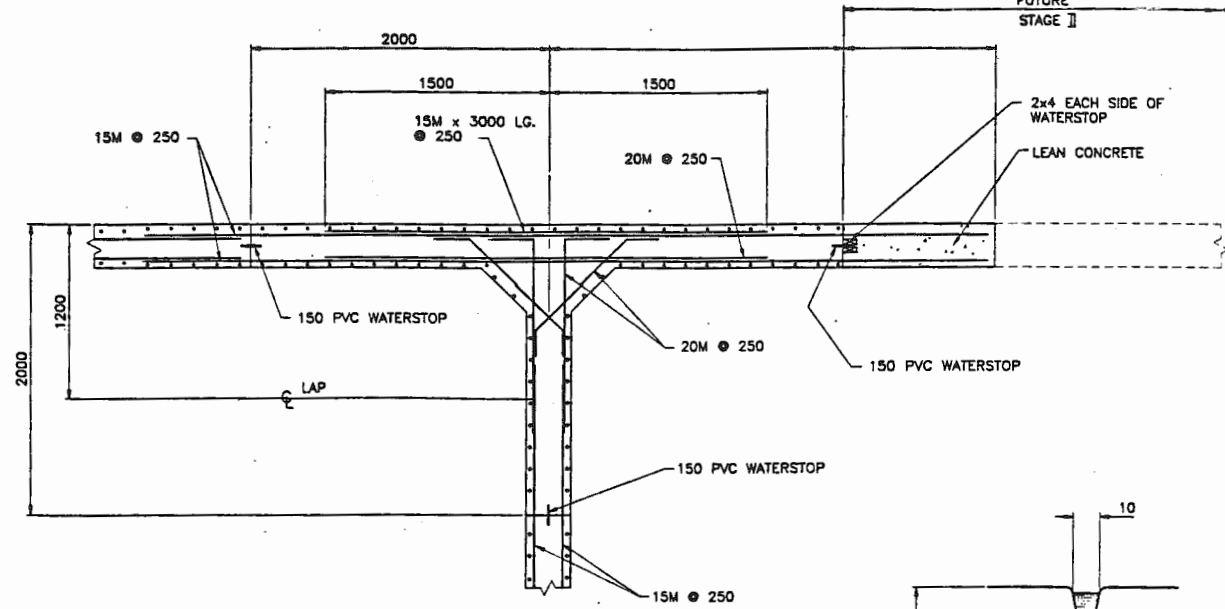 FUTURE
STAGE II
2000
1500
1500
2x4 EACH SIDE OF
WATERSTOP
15M x 3000 LG.
@ 250
15M @ 250
20M @ 250
LEAN CONCRETE
1200
2000
150 PVC WATERSTOP
20M @ 250
150 PVC WATERSTOP
℄ LAP
150 PVC WATERSTOP
10
15M @ 250